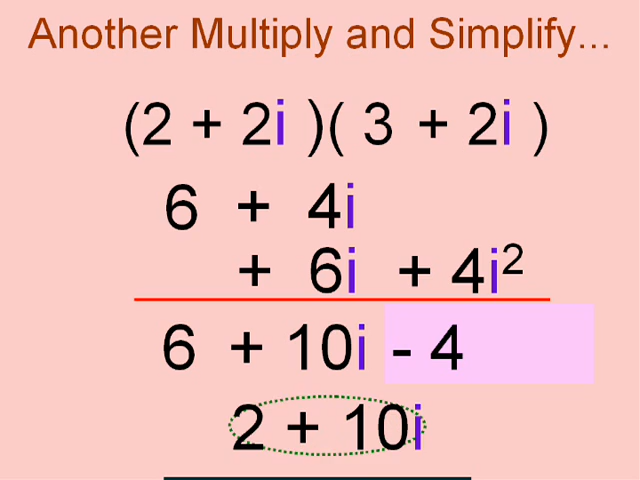 Another Multiply and Simplify...
(2 + 2i )( 3 + 2i )
6 + 4i
+ 6i + 4i²
6 + 10i - 4
2 + 10i